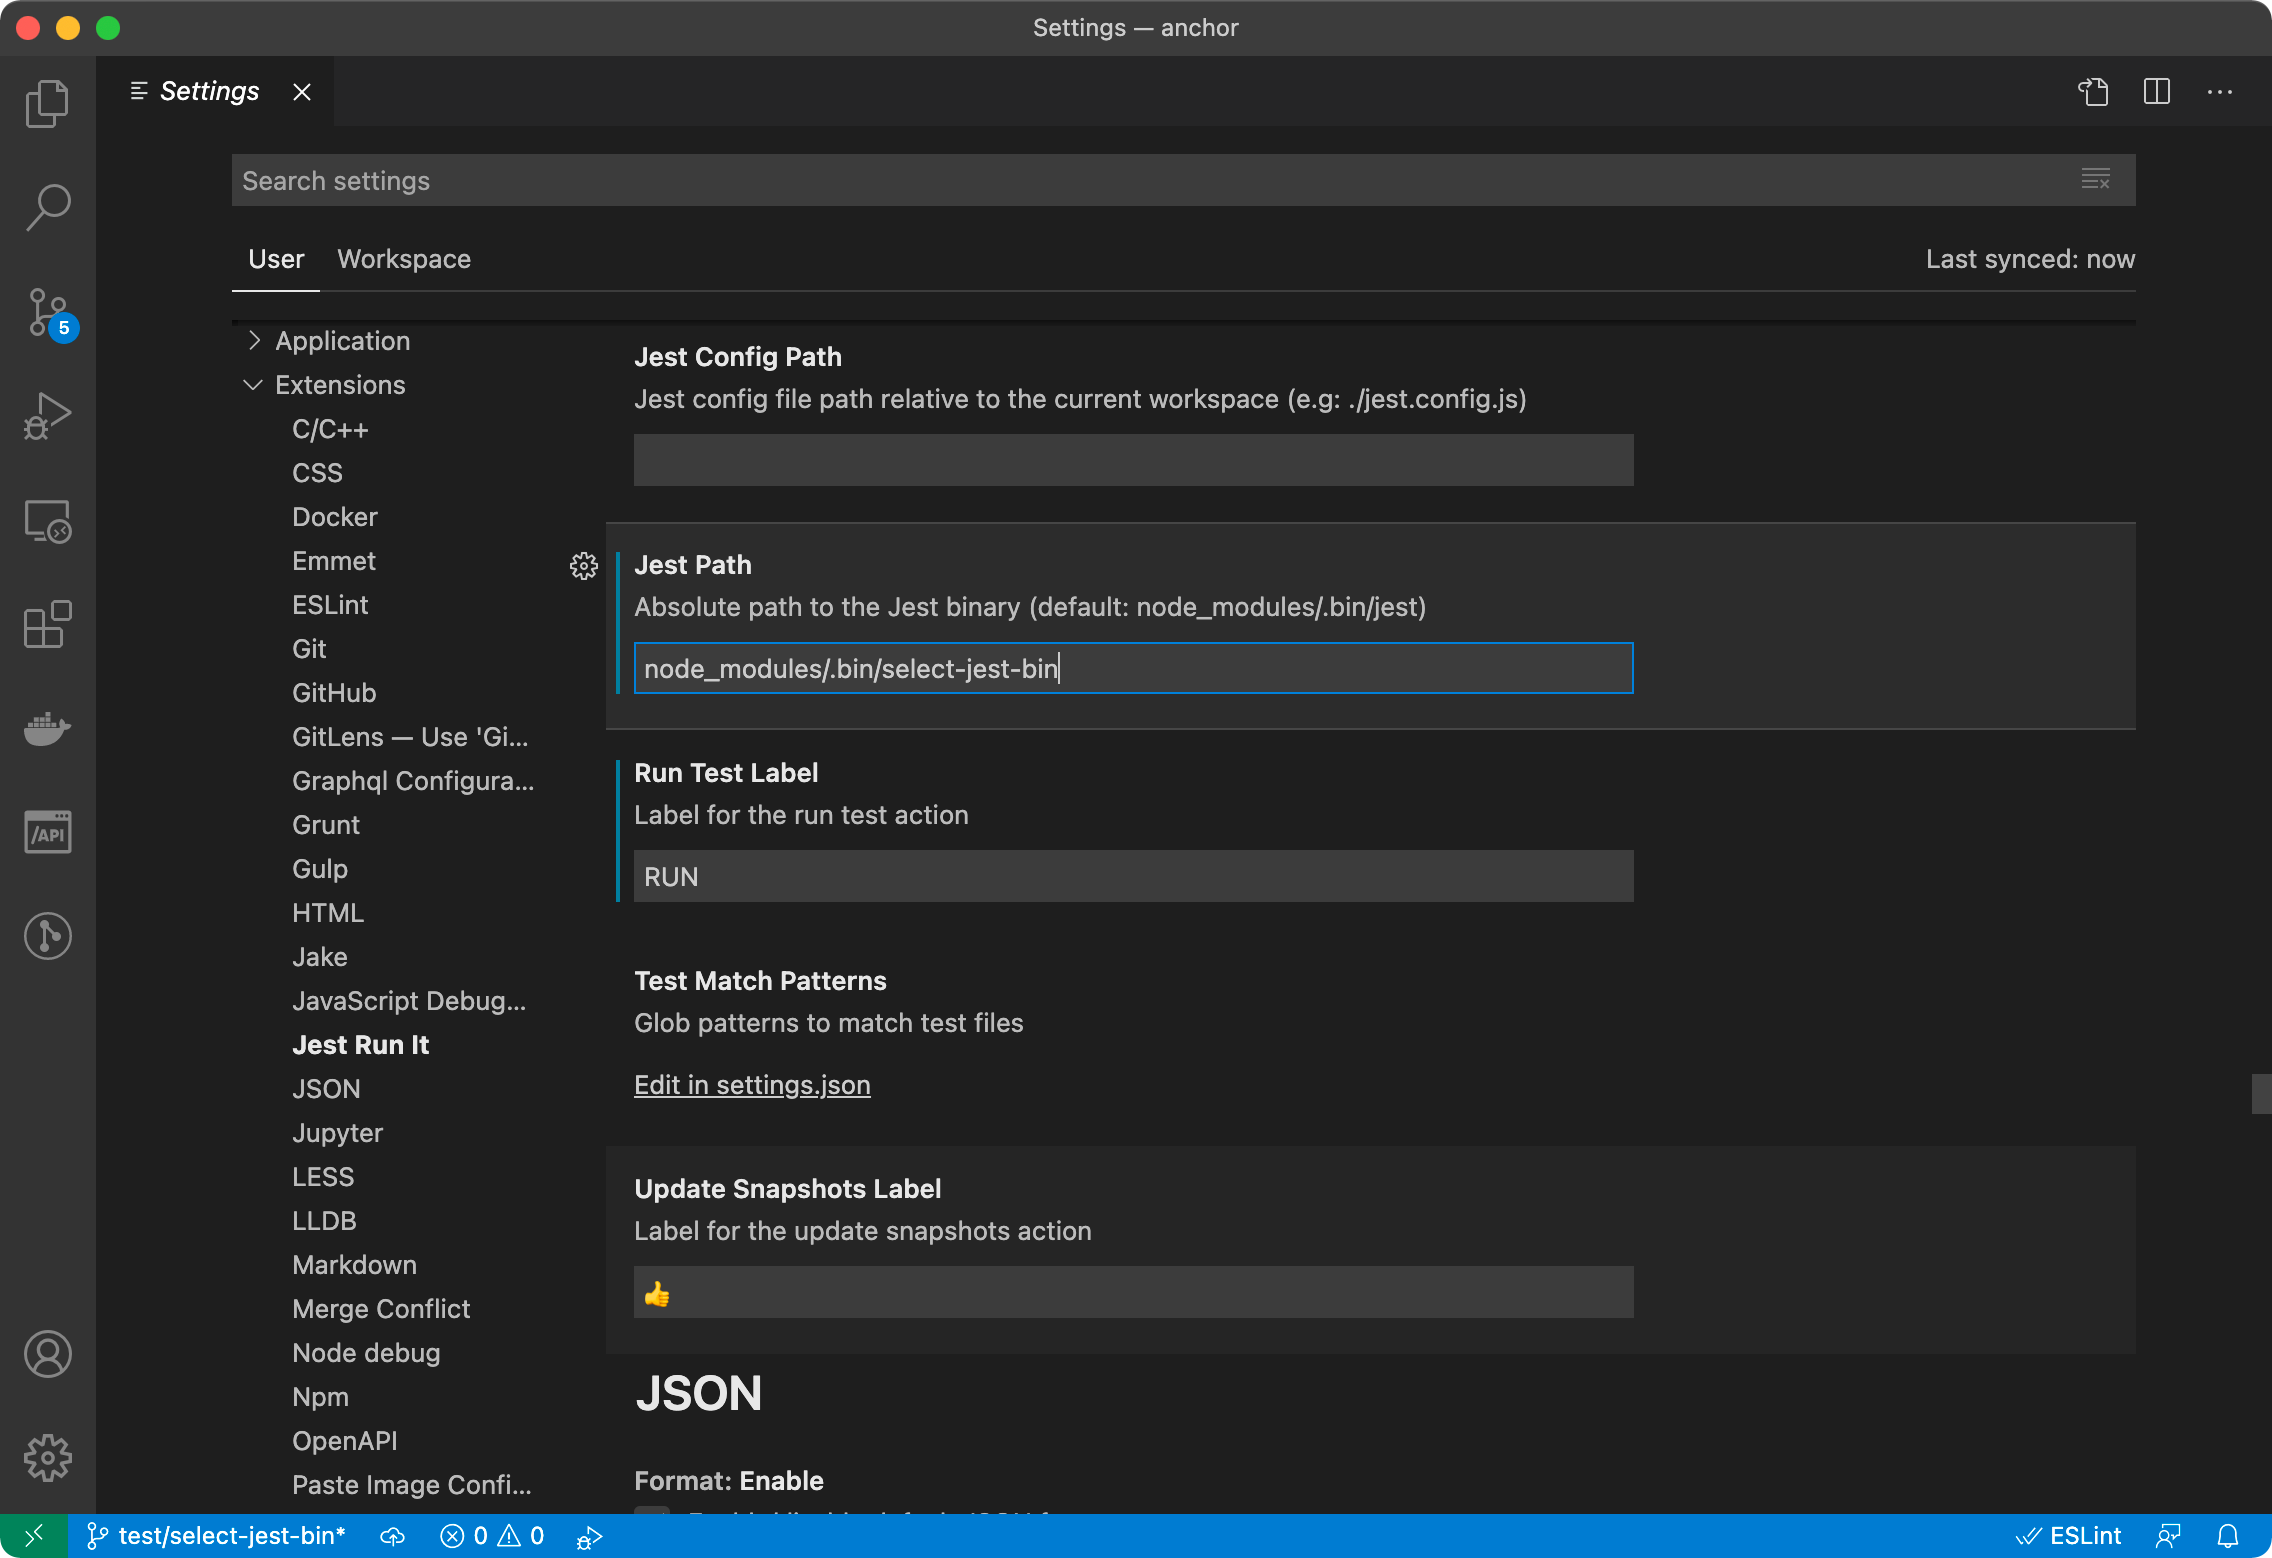 Settings — anchor
Settings
Search settings
User Workspace Last synced: now
5
Application
Extensions
C/C++
CSS
Docker
Emmet
ESLint
Git
GitHub
GitLens — Use 'Gi...
Graphql Configura...
Grunt
Gulp
HTML
Jake
JavaScript Debug...
Jest Run It
JSON
Jupyter
LESS
LLDB
Markdown
Merge Conflict
Node debug
Npm
OpenAPI
Paste Image Confi...
/API
Jest Config Path
Jest config file path relative to the current workspace (e.g: ./jest.config.js)
Jest Path
Absolute path to the Jest binary (default: node_modules/.bin/jest)
node_modules/.bin/select-jest-bin
Run Test Label
Label for the run test action
RUN
Test Match Patterns
Glob patterns to match test files
Edit in settings.json
Update Snapshots Label
Label for the update snapshots action
👍
JSON
Format: Enable
test/select-jest-bin* 0 0 ESLint